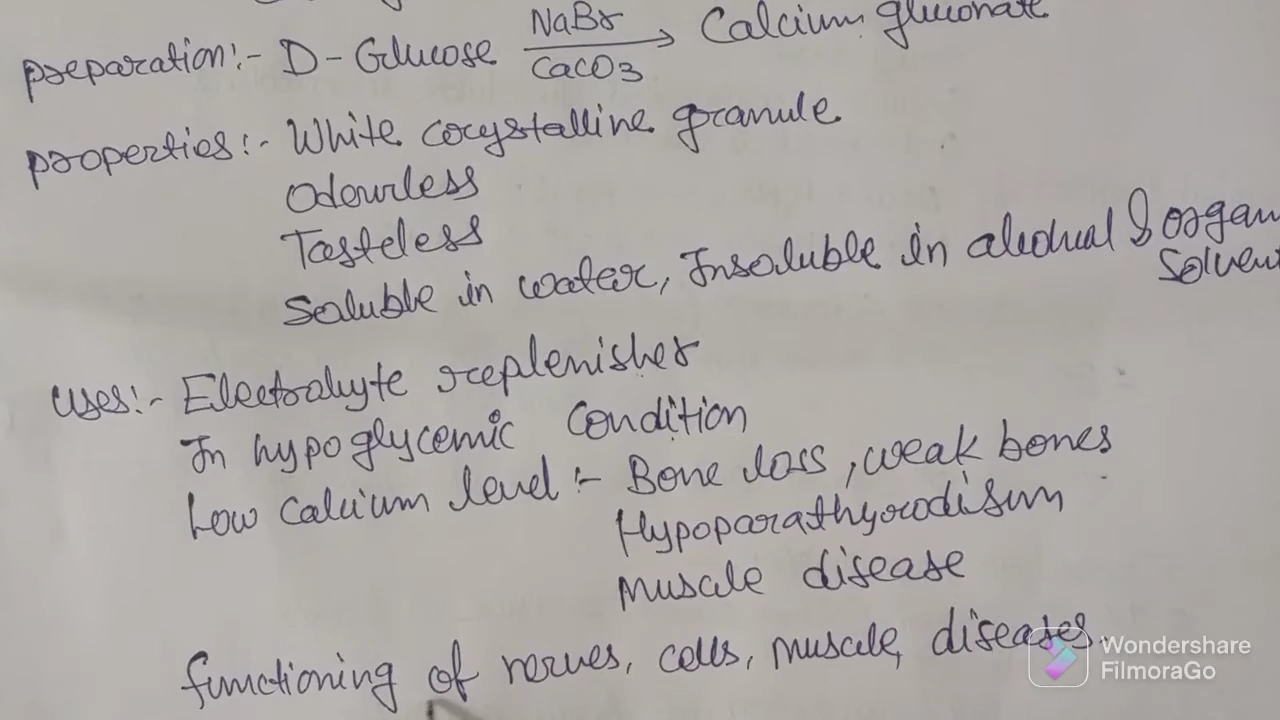 preparation:- D-Glucose NaBr CaCO3 → Calcium gluconate
properties:- White crystalline granule
Odourless
Tasteless
Soluble in water, Insoluble in alcohol & organ
Solven
Uses:- Electrolyte replenisher
In hypoglycemic condition
Low calcium level :- Bone loss, weak bones
Hypoparathyrodisum
Muscle disease
functioning of nerves, cells, muscle, diseases.
Wondershare
FilmoraGo